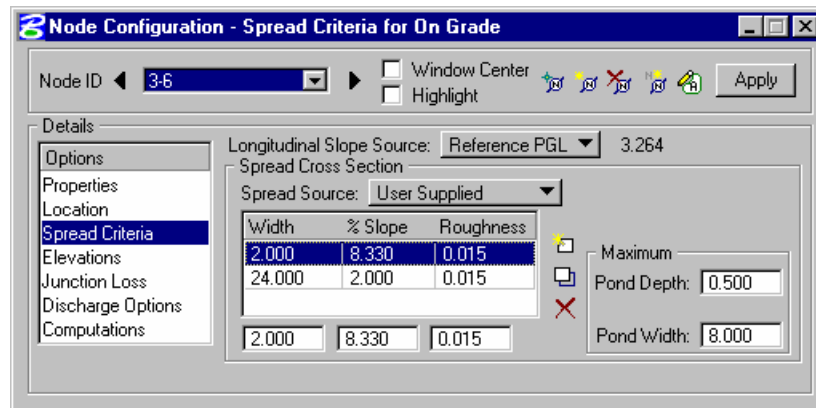 Node Configuration - Spread Criteria for On Grade
Node ID 3-6 Window Center Apply
Highlight
Details
Options
Properties
Location
Spread Criteria
Elevations
Junction Loss
Discharge Options
Computations
Longitudinal Slope Source: Reference PGL 3.264
Spread Cross Section
Spread Source: User Supplied
Width % Slope Roughness
2.000 8.330 0.015
24.000 2.000 0.015
2.000 8.330 0.015
Maximum
Pond Depth: 0.500
Pond Width: 8.000